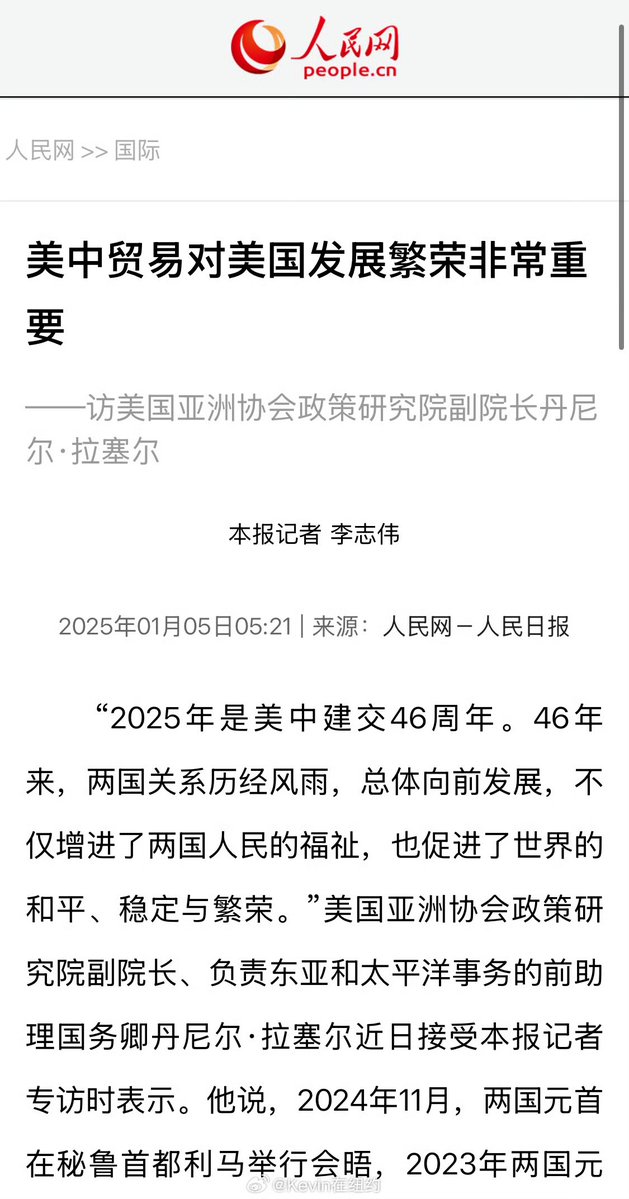 人民网
people.cn
人民网 >> 国际
美中贸易对美国发展繁荣非常重
要
——访美国亚洲协会政策研究院副院长丹尼
尔·拉塞尔
本报记者 李志伟
2025年01月05日05:21 | 来源：人民网－人民日报
“2025年是美中建交46周年。46年
来，两国关系历经风雨，总体向前发展，不
仅增进了两国人民的福祉，也促进了世界的
和平、稳定与繁荣。”美国亚洲协会政策研
究院副院长、负责东亚和太平洋事务的前助
理国务卿丹尼尔·拉塞尔近日接受本报记者
专访时表示。他说，2024年11月，两国元首
在秘鲁首都利马举行会晤，2023年两国元
@Kevin在纽约